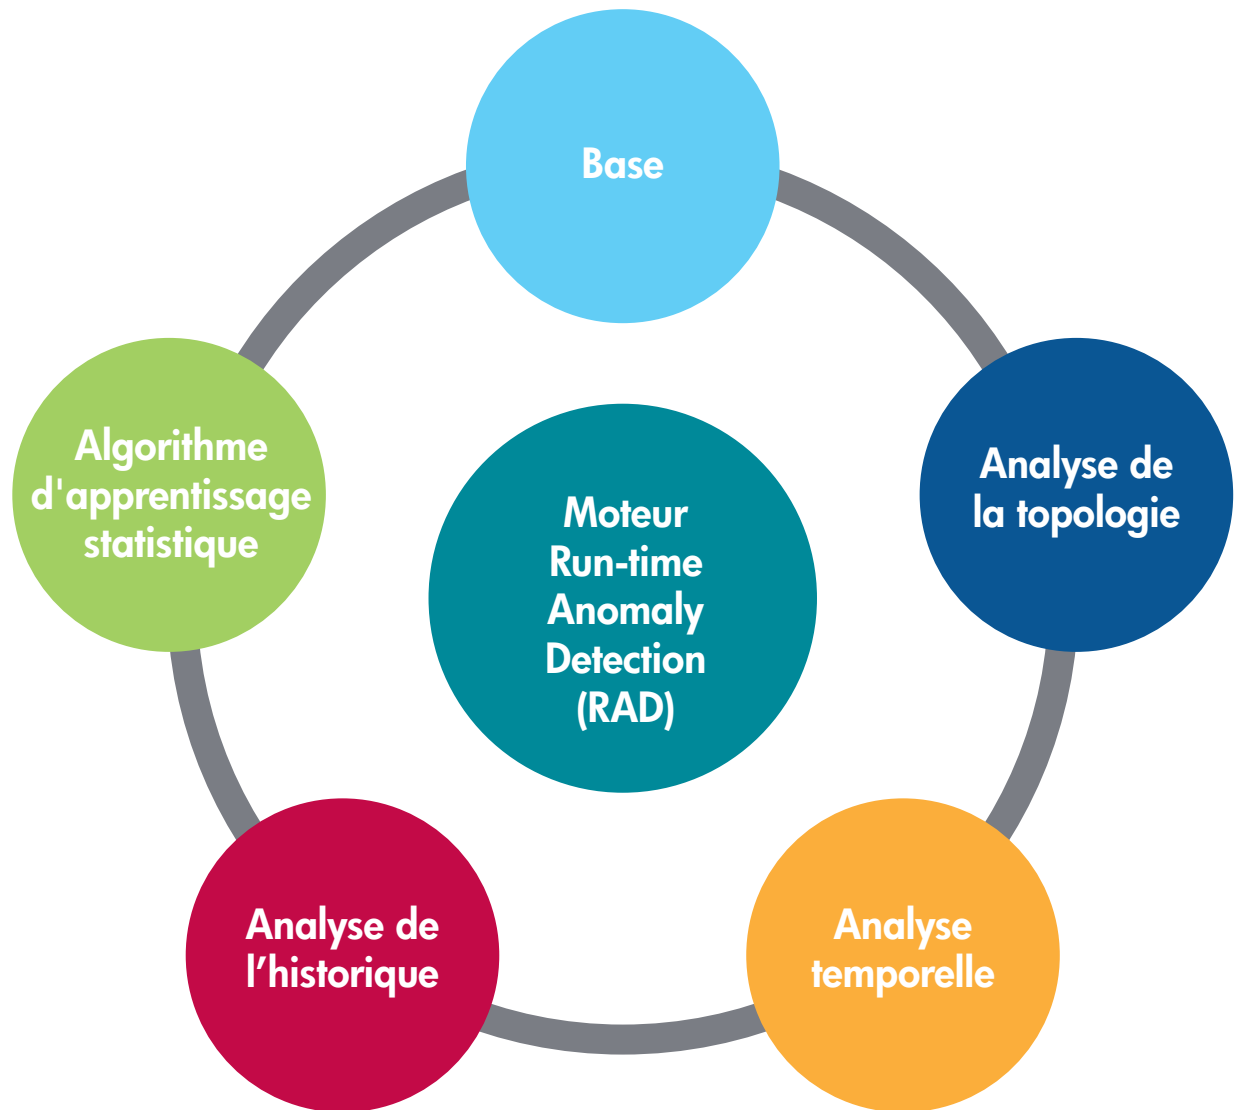 Base
Algorithme
d'apprentissage
statistique
Analyse de
la topologie
Moteur
Run-time
Anomaly
Detection
(RAD)
Analyse de
l’historique
Analyse
temporelle